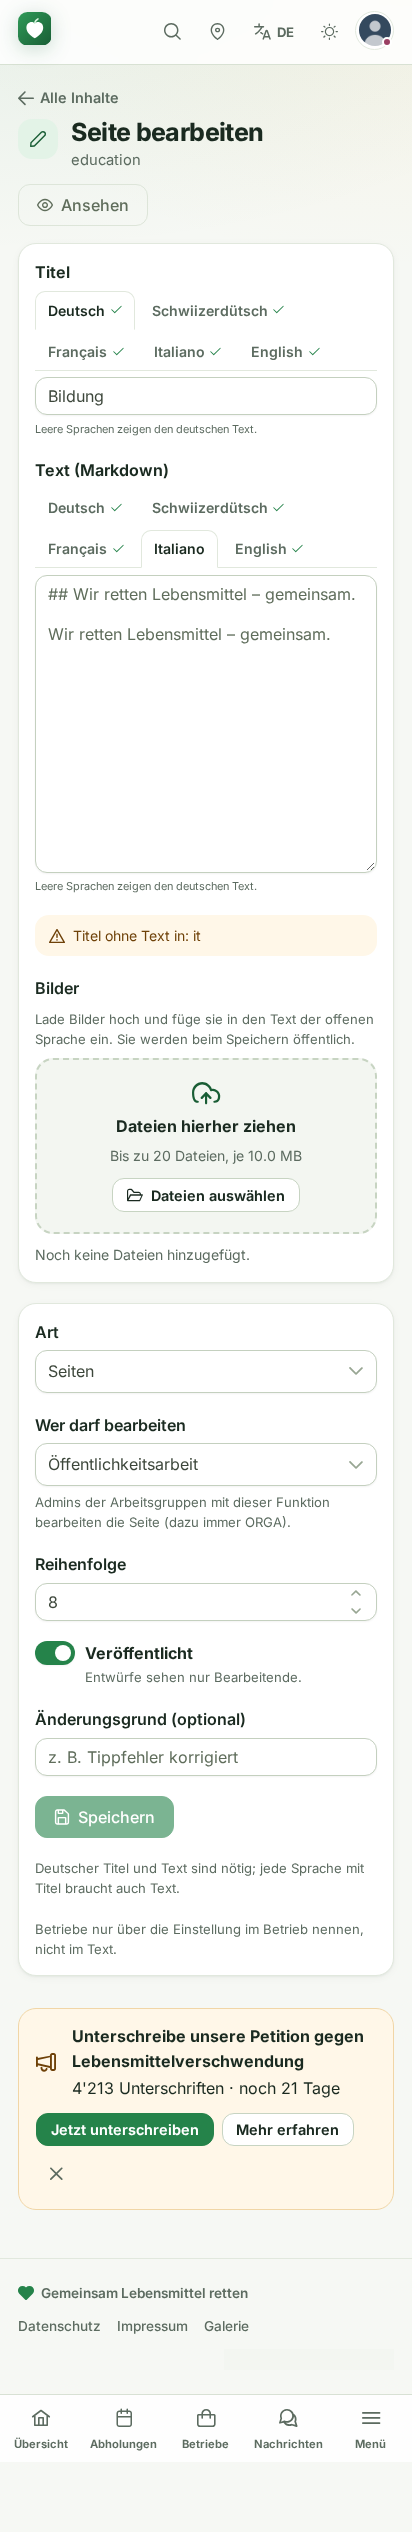 DE
Alle Inhalte
Seite bearbeiten
education
Ansehen
Titel
Deutsch
Schwiizerdütsch
Français
Italiano
English
Bildung
Leere Sprachen zeigen den deutschen Text.
Text (Markdown)
Deutsch
Schwiizerdütsch
Français
Italiano
English
## Wir retten Lebensmittel – gemeinsam.
Wir retten Lebensmittel – gemeinsam.
Leere Sprachen zeigen den deutschen Text.
Titel ohne Text in: it
Bilder
Lade Bilder hoch und füge sie in den Text der offenen
Sprache ein. Sie werden beim Speichern öffentlich.
Dateien hierher ziehen
Bis zu 20 Dateien, je 10.0 MB
Dateien auswählen
Noch keine Dateien hinzugefügt.
Art
Seiten
Wer darf bearbeiten
Öffentlichkeitsarbeit
Admins der Arbeitsgruppen mit dieser Funktion
bearbeiten die Seite (dazu immer ORGA).
Reihenfolge
8
Veröffentlicht
Entwürfe sehen nur Bearbeitende.
Änderungsgrund (optional)
z. B. Tippfehler korrigiert
Speichern
Deutscher Titel und Text sind nötig; jede Sprache mit
Titel braucht auch Text.
Betriebe nur über die Einstellung im Betrieb nennen,
nicht im Text.
Unterschreibe unsere Petition gegen
Lebensmittelverschwendung
4'213 Unterschriften · noch 21 Tage
Jetzt unterschreiben
Mehr erfahren
Gemeinsam Lebensmittel retten
Datenschutz
Impressum
Galerie
Übersicht
Abholungen
Betriebe
Nachrichten
Menü